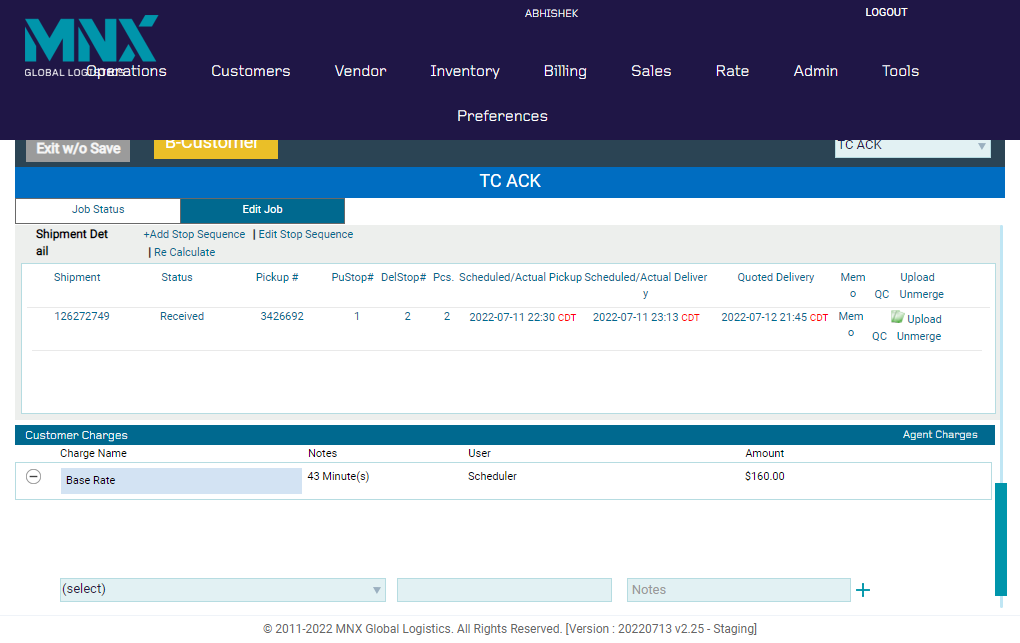 ABHISHEK
LOGOUT
MNX
GLOBAL LOGISTICS
Operations Customers Vendor Inventory Billing Sales Rate Admin Tools
Preferences
Exit w/o Save B-Customer TC ACK
TC ACK
Job Status Edit Job
Shipment Det
ail
+Add Stop Sequence | Edit Stop Sequence
| Re Calculate
Shipment Status Pickup # PuStop# DelStop# Pcs. Scheduled/Actual Pickup Scheduled/Actual Deliver Quoted Delivery Mem Upload
y o QC Unmerge
126272749 Received 3426692 1 2 2 2022-07-11 22:30 CDT 2022-07-11 23:13 CDT 2022-07-12 21:45 CDT Mem Upload
o QC Unmerge
Customer Charges Agent Charges
Charge Name Notes User Amount
Base Rate 43 Minute(s) Scheduler $160.00
(select) Notes
© 2011-2022 MNX Global Logistics. All Rights Reserved. [Version : 20220713 v2.25 - Staging]